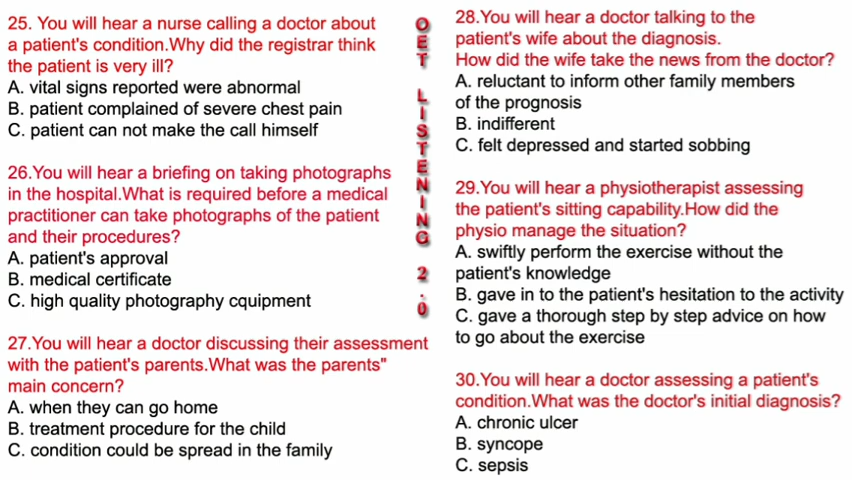 25. You will hear a nurse calling a doctor about
a patient's condition.Why did the registrar think
the patient is very ill?
A. vital signs reported were abnormal
B. patient complained of severe chest pain
C. patient can not make the call himself
26.You will hear a briefing on taking photographs
in the hospital.What is required before a medical
practitioner can take photographs of the patient
and their procedures?
A. patient's approval
B. medical certificate
C. high quality photography cquipment
27.You will hear a doctor discussing their assessment
with the patient's parents.What was the parents"
main concern?
A. when they can go home
B. treatment procedure for the child
C. condition could be spread in the family
OET LISTENING 2.0
28.You will hear a doctor talking to the
patient's wife about the diagnosis.
How did the wife take the news from the doctor?
A. reluctant to inform other family members
of the prognosis
B. indifferent
C. felt depressed and started sobbing
29.You will hear a physiotherapist assessing
the patient's sitting capability.How did the
physio manage the situation?
A. swiftly perform the exercise without the
patient's knowledge
B. gave in to the patient's hesitation to the activity
C. gave a thorough step by step advice on how
to go about the exercise
30.You will hear a doctor assessing a patient's
condition.What was the doctor's initial diagnosis?
A. chronic ulcer
B. syncope
C. sepsis